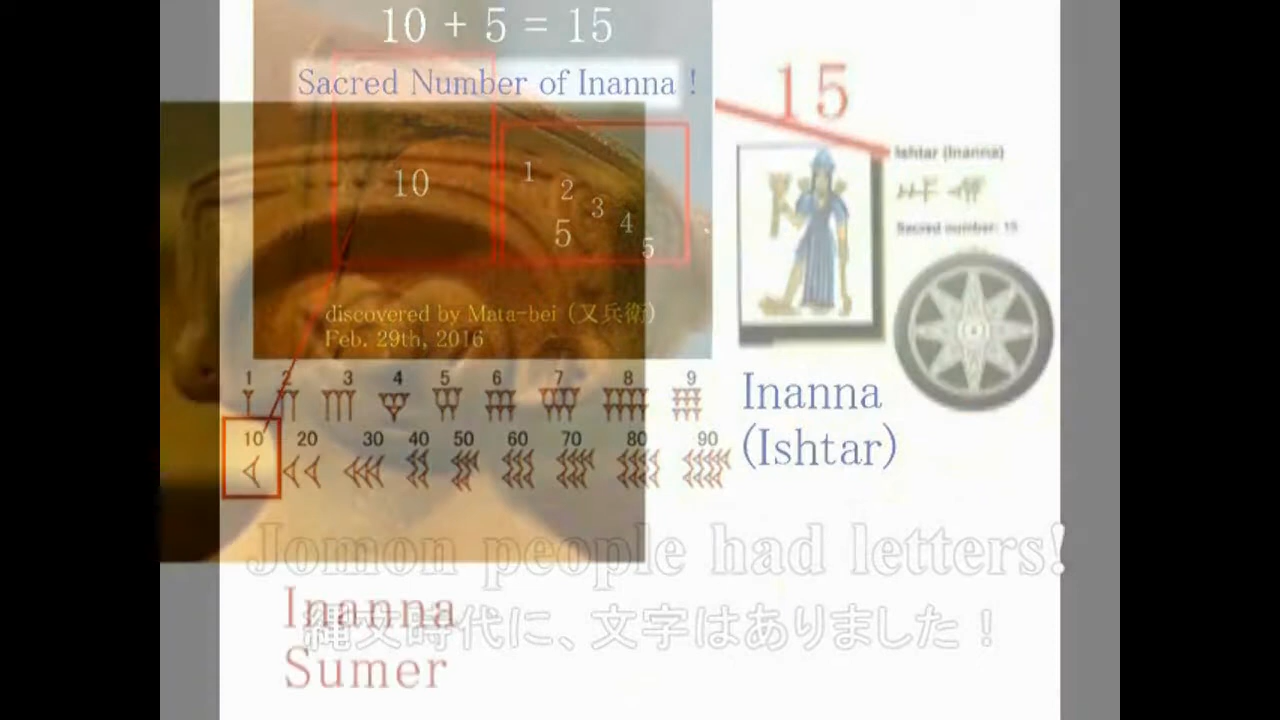 10 + 5 = 15
Sacred Number of Inanna !
15
Ishtar (Inanna)
10
1
2
3
4
5
5
Sacred number: 15
discovered by Mata-bei (又兵衛)
Feb. 29th, 2016
1 2 3 4 5 6 7 8 9
10 20 30 40 50 60 70 80 90
Inanna
(Ishtar)
Jomon people had letters!
縄文時代に、文字はありました！
Inanna
Sumer